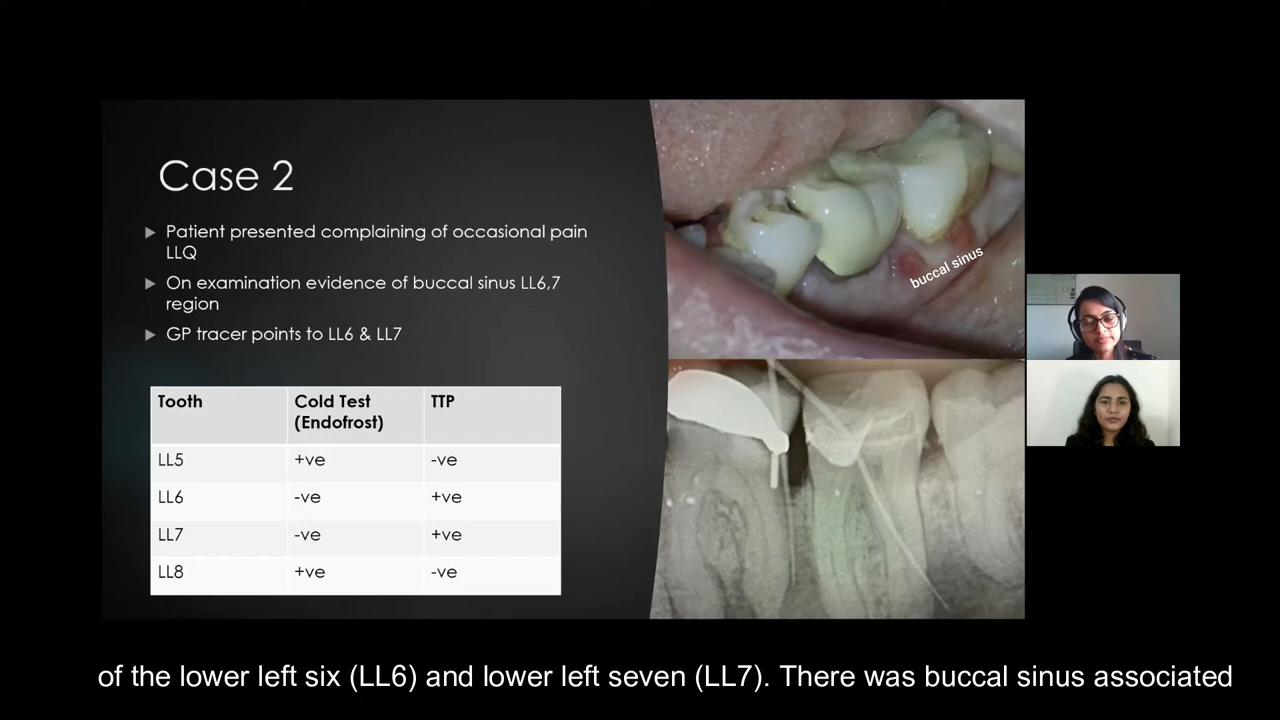 Case 2
Patient presented complaining of occasional pain
LLQ
On examination evidence of buccal sinus LL6,7
region
GP tracer points to LL6 & LL7
Tooth
Cold Test
(Endofrost)
TTP
LL5
+ve
-ve
LL6
-ve
+ve
LL7
-ve
+ve
LL8
+ve
-ve
buccal sinus
of the lower left six (LL6) and lower left seven (LL7). There was buccal sinus associated